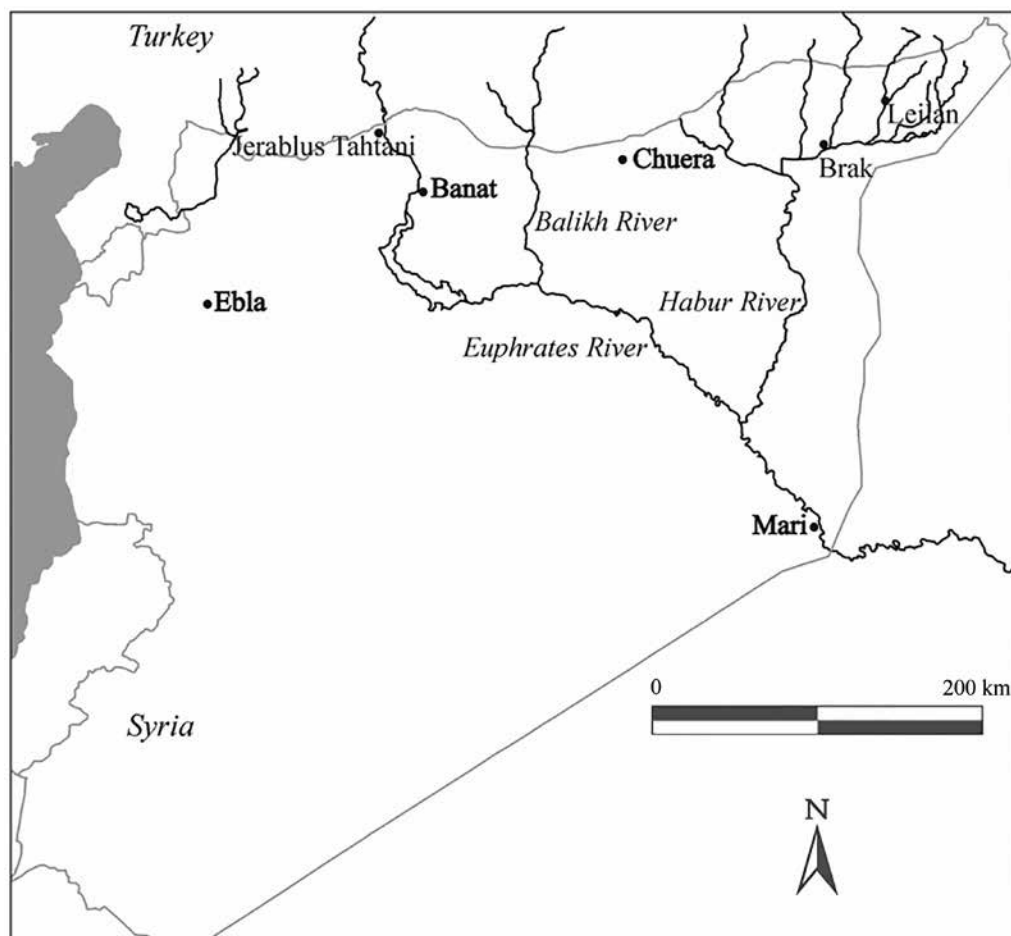 Turkey
Leilan
Jerablus Tahtani
Chuera
Brak
Banat
Balikh River
Ebla
Habur River
Euphrates River
Mari
0 200 km
Syria
N